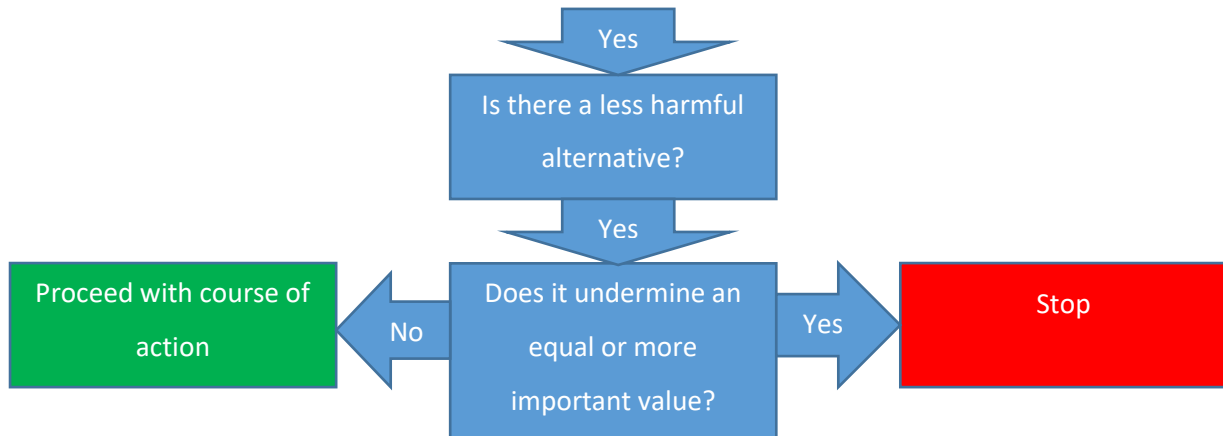 Yes
Is there a less harmful
alternative?
Yes
Proceed with course of
action
No
Does it undermine an
equal or more
important value?
Yes
Stop